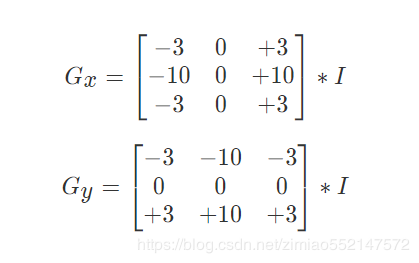 −3 0 +3
Gx = −10 0 +10 ∗ I
−3 0 +3
−3 −10 −3
Gy = 0 0 0 ∗ I
+3 +10 +3
https://blog.csdn.net/zimiao552147572